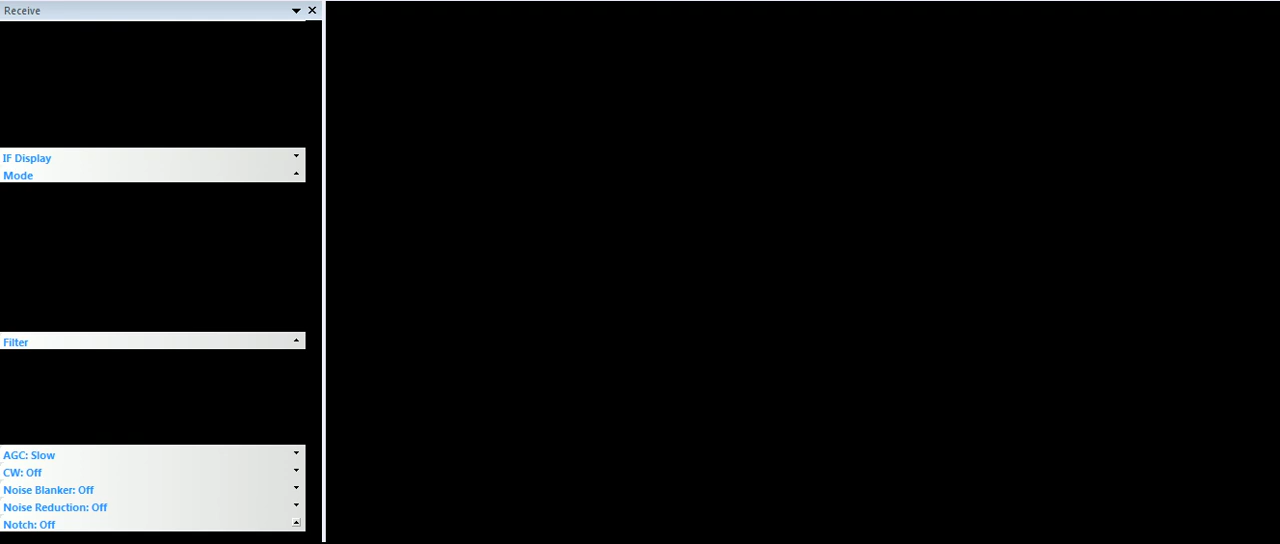 Receive
IF Display
Mode
Filter
AGC: Slow
CW: Off
Noise Blanker: Off
Noise Reduction: Off
Notch: Off